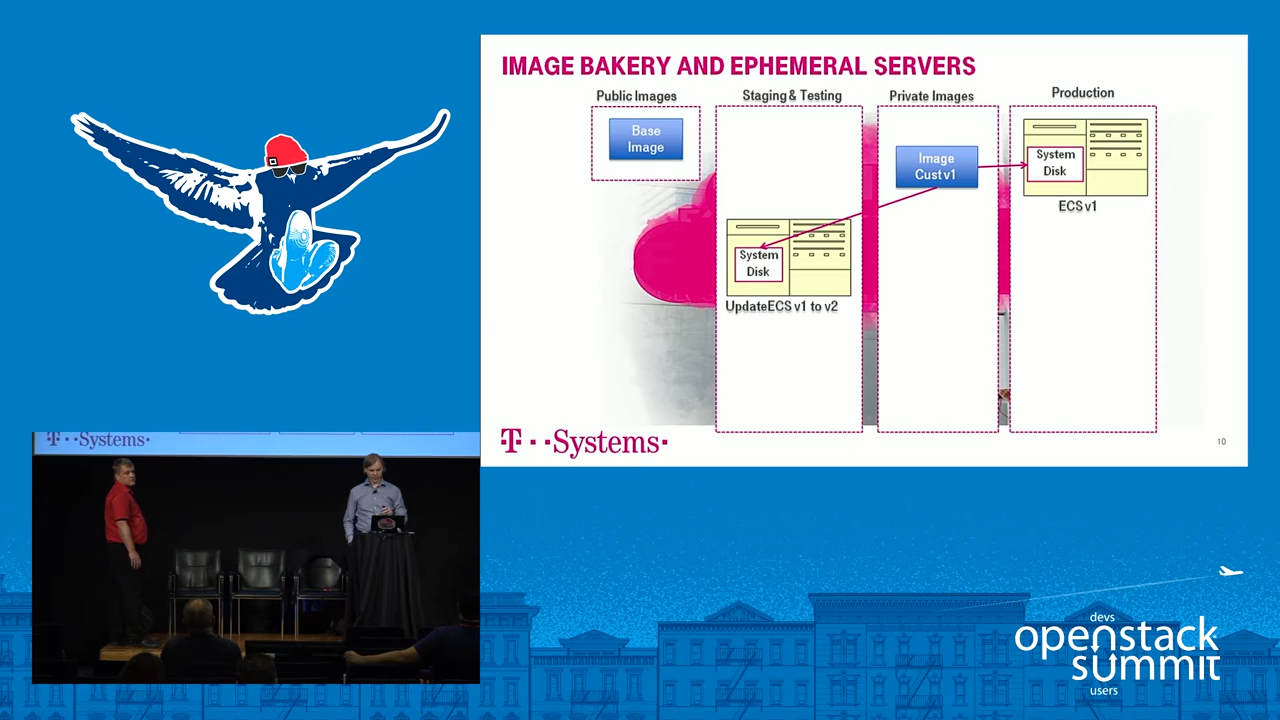 IMAGE BAKERY AND EPHEMERAL SERVERS
Public Images
Staging & Testing
Private Images
Production
Base
Image
Image
Cust v1
System
Disk
ECS v1
System
Disk
UpdateECS v1 to v2
T · · Systems ·
10
T · · Systems ·
devs
openstack
summit
users